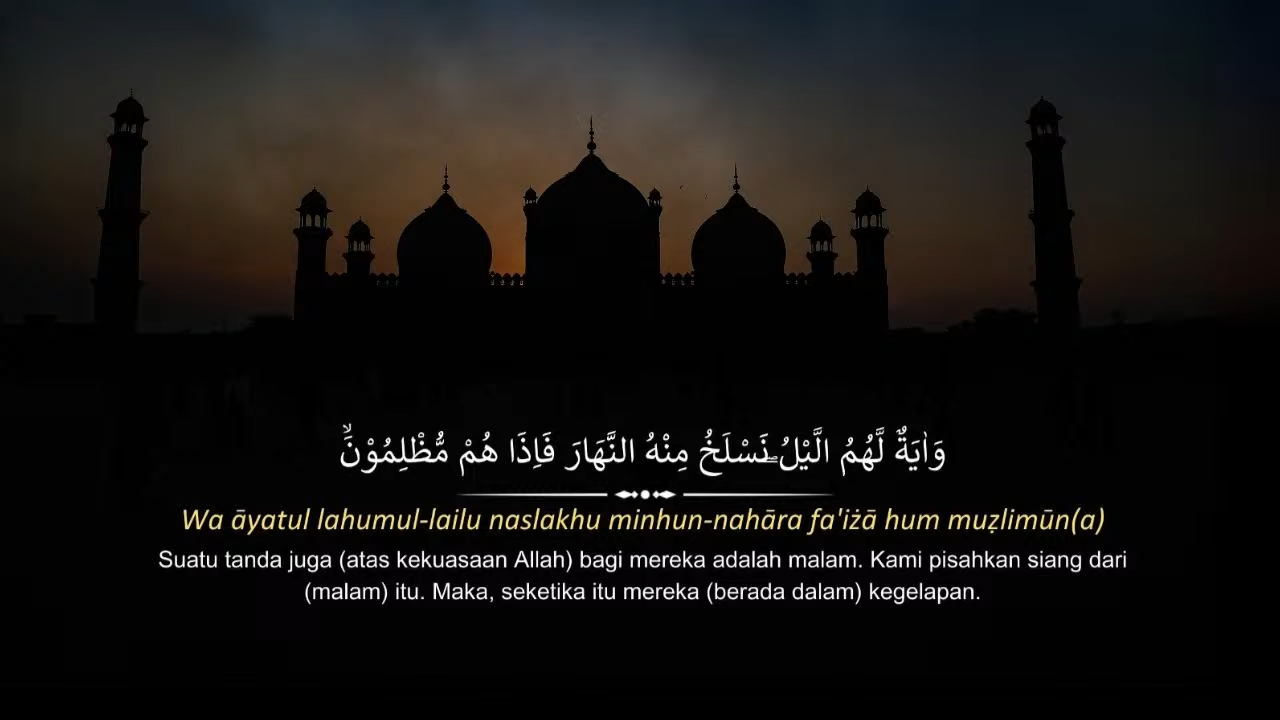 وَاٰيَةٌ لَّهُمُ الَّيْلُ ۖنَسْلَخُ مِنْهُ النَّهَارَ فَاِذَا هُمْ مُّظْلِمُوْنَۙ
Wa āyatul lahumul-lailu naslakhu minhun-nahāra fa'iżā hum muẓlimūn(a)
Suatu tanda juga (atas kekuasaan Allah) bagi mereka adalah malam. Kami pisahkan siang dari
(malam) itu. Maka, seketika itu mereka (berada dalam) kegelapan.